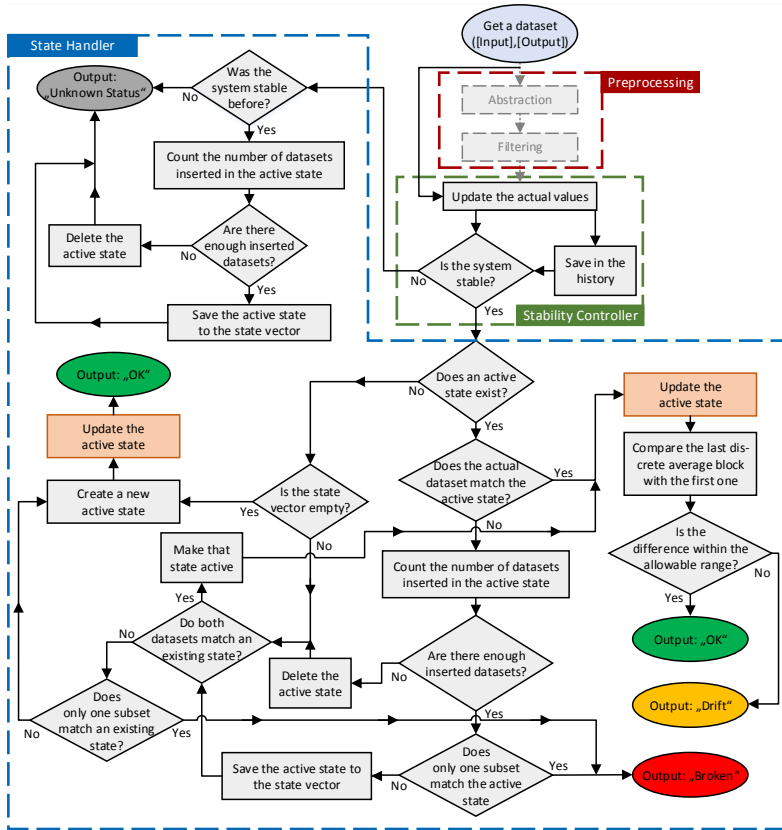 Get a dataset
([Input],[Output])
State Handler
Preprocessing
Abstraction
Filtering
Output:
„Unknown Status“
Was the
system stable
before?
No
Yes
Count the number of datasets
inserted in the active state
Update the actual values
Delete the
active state
No
Are there
enough inserted
datasets?
Yes
No
Is the system
stable?
Save in the
history
Yes
Stability Controller
Save the active state
to the state vector
Output: „OK“
Does an active
state exist?
No
Yes
Update the
active state
Update the
active state
Does the actual
dataset match the
active state?
Yes
No
Compare the last dis-
crete average block
with the first one
Create a new
active state
Yes
Is the state
vector empty?
No
Make that
state active
Yes
Count the number of datasets
inserted in the active state
Is the
difference within the
allowable range?
Yes
No
Do both
datasets match an
existing state?
No
Output: „OK“
Delete the
active state
No
Are there enough
inserted datasets?
Yes
Does
only one subset
match an existing
state?
No
Yes
Output: „Drift“
Save the active state to
the state vector
No
Does
only one subset
match the active
state
Yes
Output: „Broken“